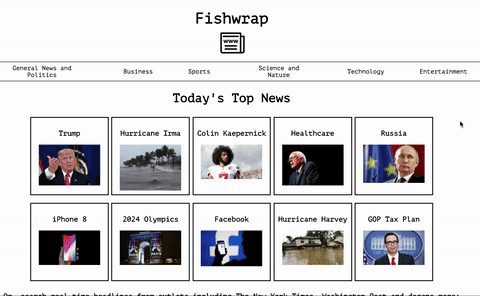 Fishwrap
www
General News and
Politics
Business
Sports
Science and
Nature
Technology
Entertainment
Today's Top News
Trump
Hurricane Irma
Colin Kaepernick
Healthcare
Russia
iPhone 8
2024 Olympics
Facebook
Hurricane Harvey
GOP Tax Plan
Or, search real-time headlines from outlets including The New York Times, Washington Post and dozens more: